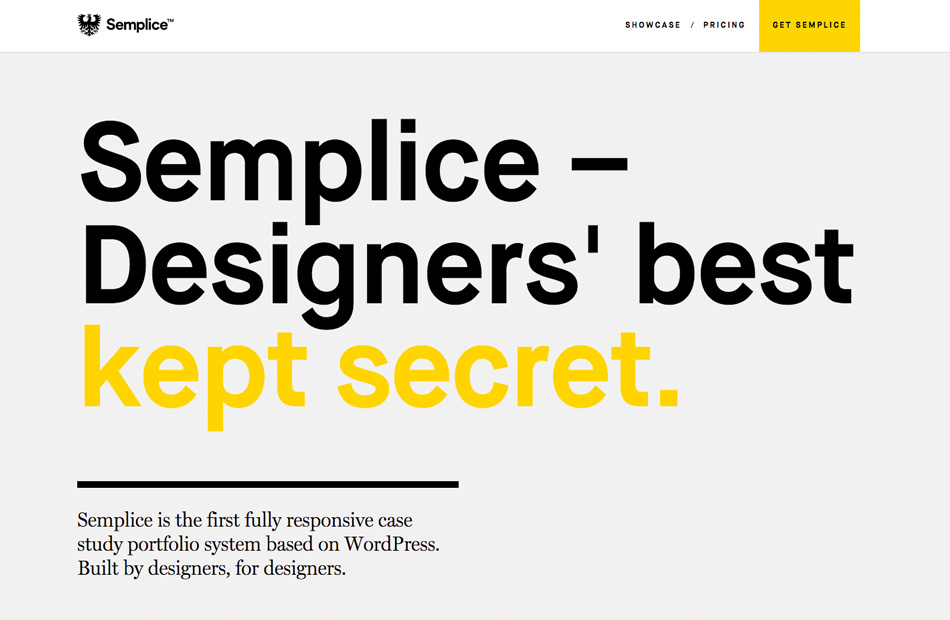 Semplice™
SHOWCASE / PRICING
GET SEMPLICE
Semplice –
Designers' best
kept secret.
Semplice is the first fully responsive case
study portfolio system based on WordPress.
Built by designers, for designers.